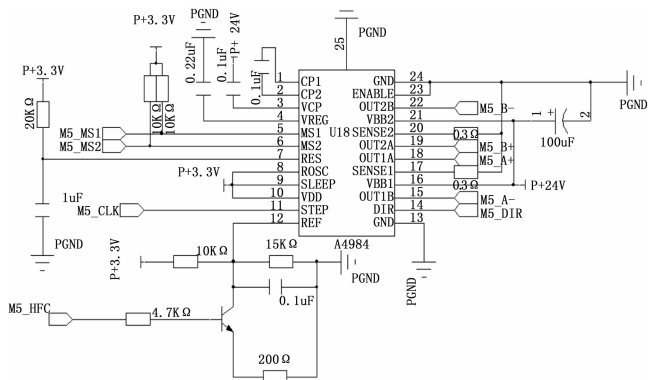 PGND
P+3.3V
0.22uF
0.1uF
P+ 24V
0.1uF
25
PGND
P+3.3V
20KΩ
10KΩ
10KΩ
1 CP1
2 CP2
3 VCP
4 VREG
5 MS1
6 MS2
7 RES
8 ROSC
9 SLEEP
10 VDD
11 STEP
12 REF
U18
A4984
GND 24
ENABLE 23
OUT2B 22
VBB2 21
SENSE2 20
OUT2A 19
OUT1A 18
SENSE1 17
VBB1 16
OUT1B 15
DIR 14
GND 13
M5_MS1
M5_MS2
P+3.3V
1uF
M5_CLK
PGND
M5_B-
0.3Ω
M5_B+
M5_A+
0.3Ω
M5_A-
M5_DIR
1 + 2
100uF
PGND
P+24V
P+3.3V
10KΩ
15KΩ
0.1uF
PGND
PGND
M5_HFC
4.7KΩ
200Ω